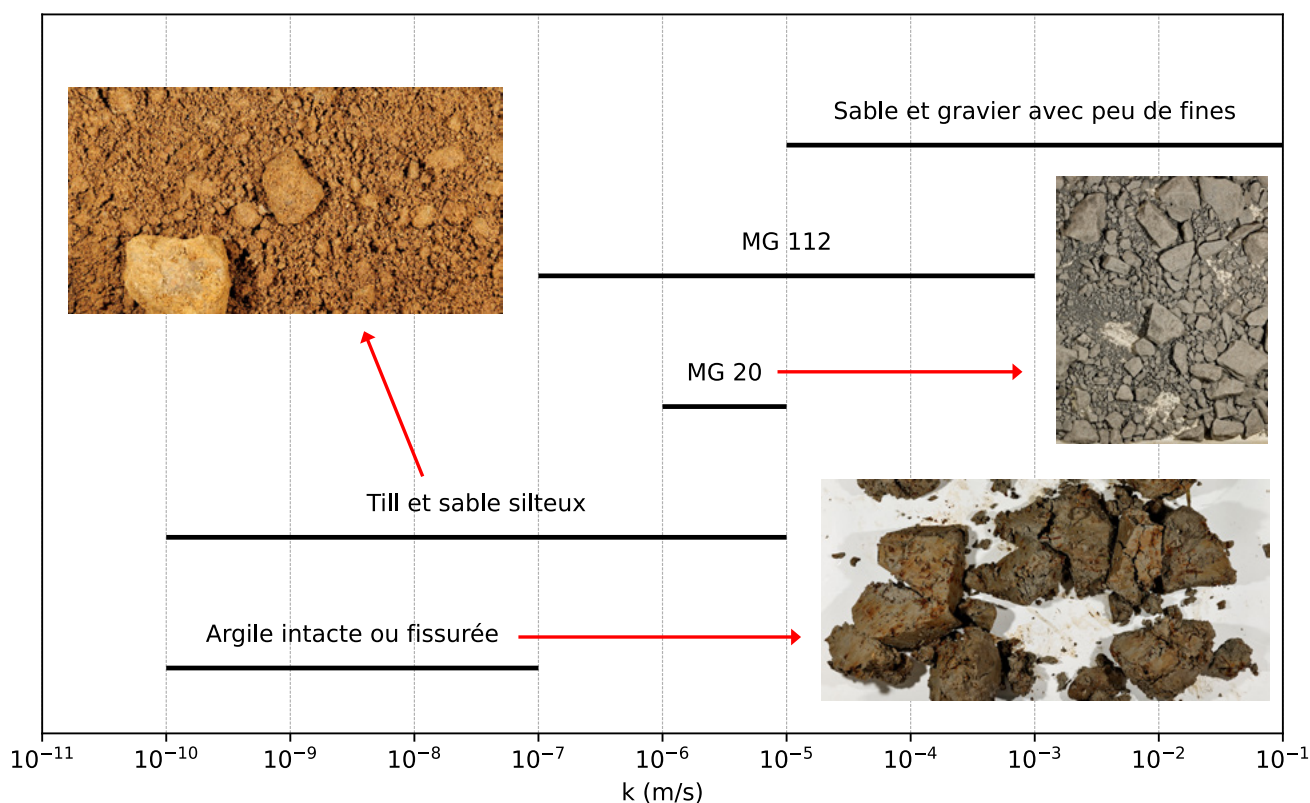 Sable et gravier avec peu de fines
MG 112
MG 20
Till et sable silteux
Argile intacte ou fissurée
10⁻¹¹ 10⁻¹⁰ 10⁻⁹ 10⁻⁸ 10⁻⁷ 10⁻⁶ 10⁻⁵ 10⁻⁴ 10⁻³ 10⁻² 10⁻¹
k (m/s)